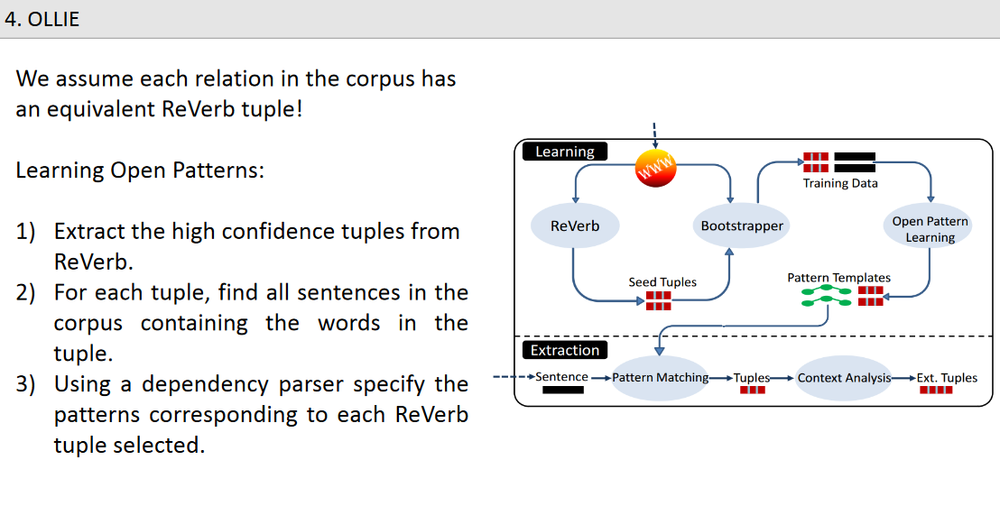 4. OLLIE
We assume each relation in the corpus has
an equivalent ReVerb tuple!
Learning Open Patterns:
1) Extract the high confidence tuples from
ReVerb.
2) For each tuple, find all sentences in the
corpus containing the words in the
tuple.
3) Using a dependency parser specify the
patterns corresponding to each ReVerb
tuple selected.
Learning
WWW
Training Data
ReVerb
Bootstrapper
Open Pattern
Learning
Seed Tuples
Pattern Templates
Extraction
Sentence
Pattern Matching
Tuples
Context Analysis
Ext. Tuples